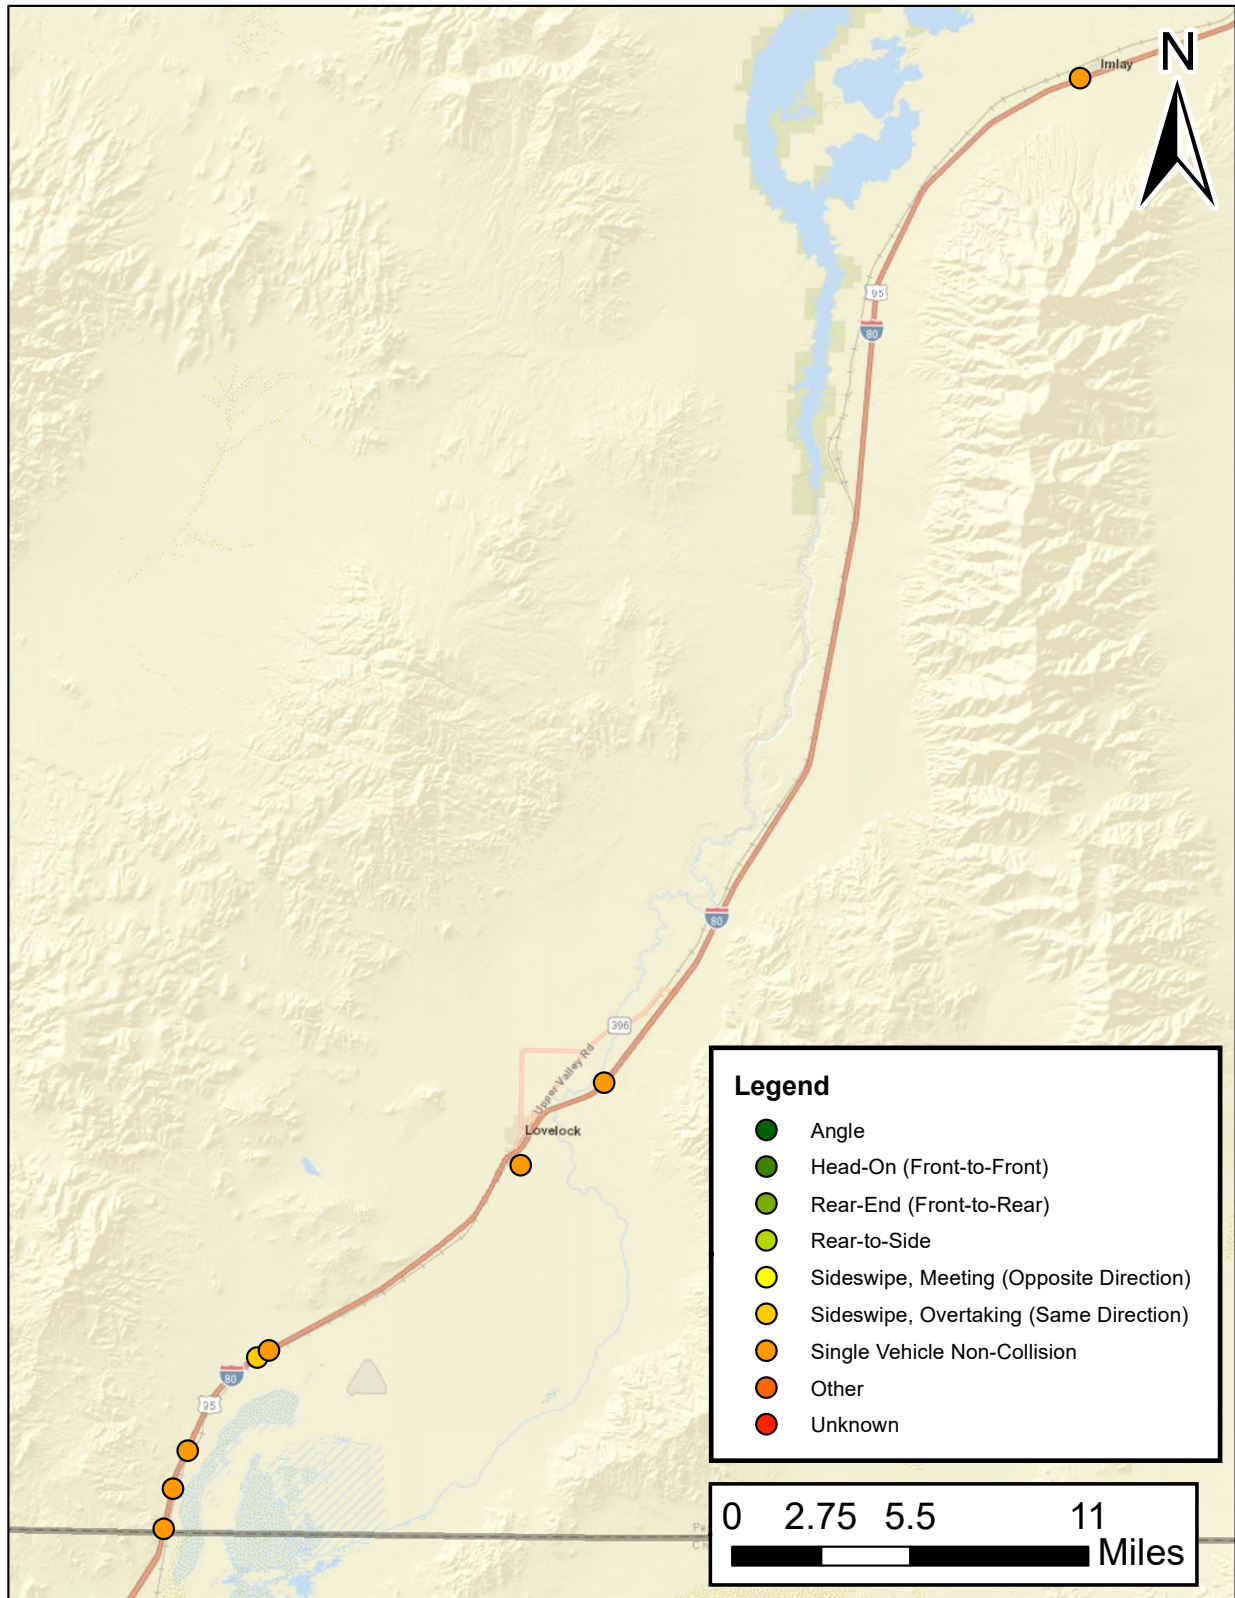 N
Imlay
95
80
80
396
Upper Valley Rd
Lovelock
80
95
Legend
Angle
Head-On (Front-to-Front)
Rear-End (Front-to-Rear)
Rear-to-Side
Sideswipe, Meeting (Opposite Direction)
Sideswipe, Overtaking (Same Direction)
Single Vehicle Non-Collision
Other
Unknown
0 2.75 5.5 11
Miles